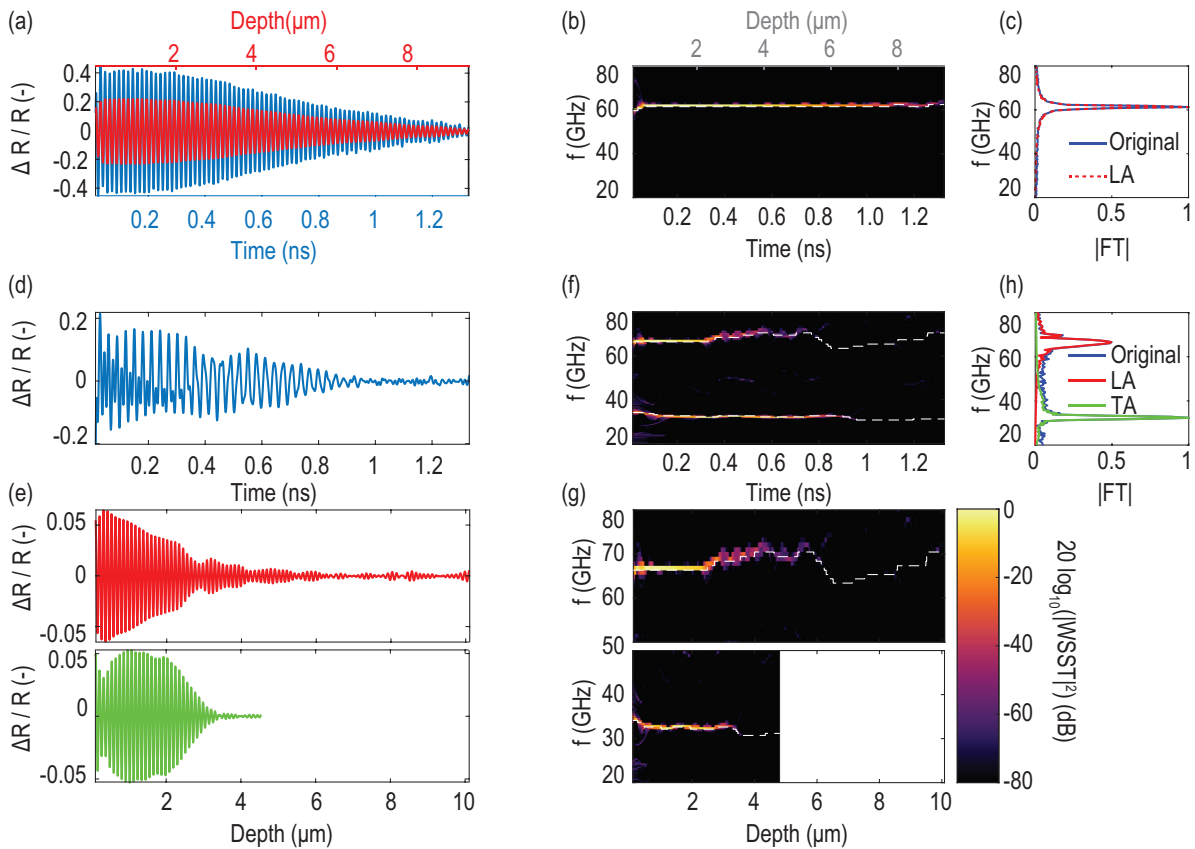 (a)
Depth(µm)
2 4 6 8
0.4
0.2
0
-0.2
-0.4
Δ R / R (-)
0.2 0.4 0.6 0.8 1 1.2
Time (ns)
(b)
Depth (µm)
2 4 6 8
80
60
40
20
f (GHz)
0.2 0.4 0.6 0.8 1.0 1.2
Time (ns)
(c)
80
60
40
20
f (GHz)
Original
LA
0 0.5 1
|FT|
(d)
0.2
0
-0.2
ΔR / R (-)
0.2 0.4 0.6 0.8 1 1.2
Time (ns)
(f)
80
60
40
20
f (GHz)
0.2 0.4 0.6 0.8 1 1.2
Time (ns)
(h)
80
60
40
20
f (GHz)
Original
LA
TA
0 0.5 1
|FT|
(e)
0.05
0
-0.05
ΔR / R (-)
0.05
0
-0.05
ΔR / R (-)
2 4 6 8 10
Depth (µm)
(g)
80
70
60
50
f (GHz)
50
40
30
20
f (GHz)
0 2 4 6 8 10
Depth (µm)
0
-20
-40
-60
-80
20 log₁₀(|WSST|²) (dB)